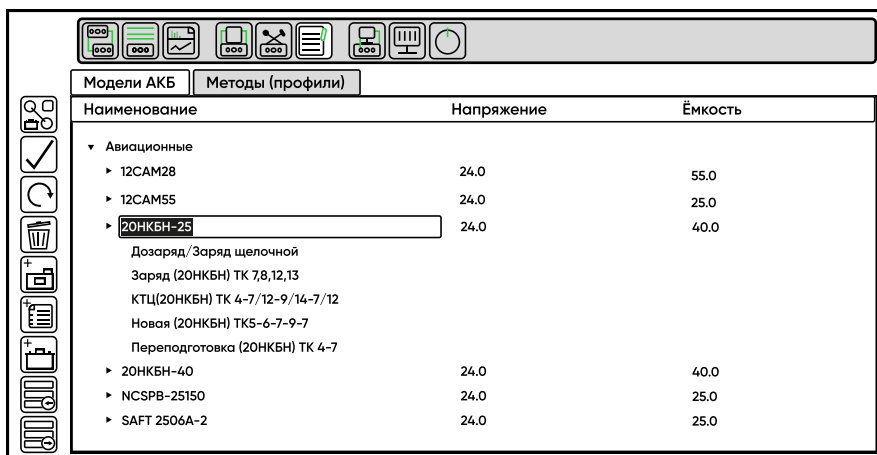 Модели АКБ Методы (профили)
Наименование Напряжение Ёмкость
Авиационные
12САМ28 24.0 55.0
12САМ55 24.0 25.0
20НКБН-25 24.0 40.0
Дозаряд/Заряд щелочной
Заряд (20НКБН) ТК 7,8,12,13
КТЦ(20НКБН) ТК 4-7/12-9/14-7/12
Новая (20НКБН) ТК5-6-7-9-7
Переподготовка (20НКБН) ТК 4-7
20НКБН-40 24.0 40.0
NCSPB-25150 24.0 25.0
SAFT 2506A-2 24.0 25.0